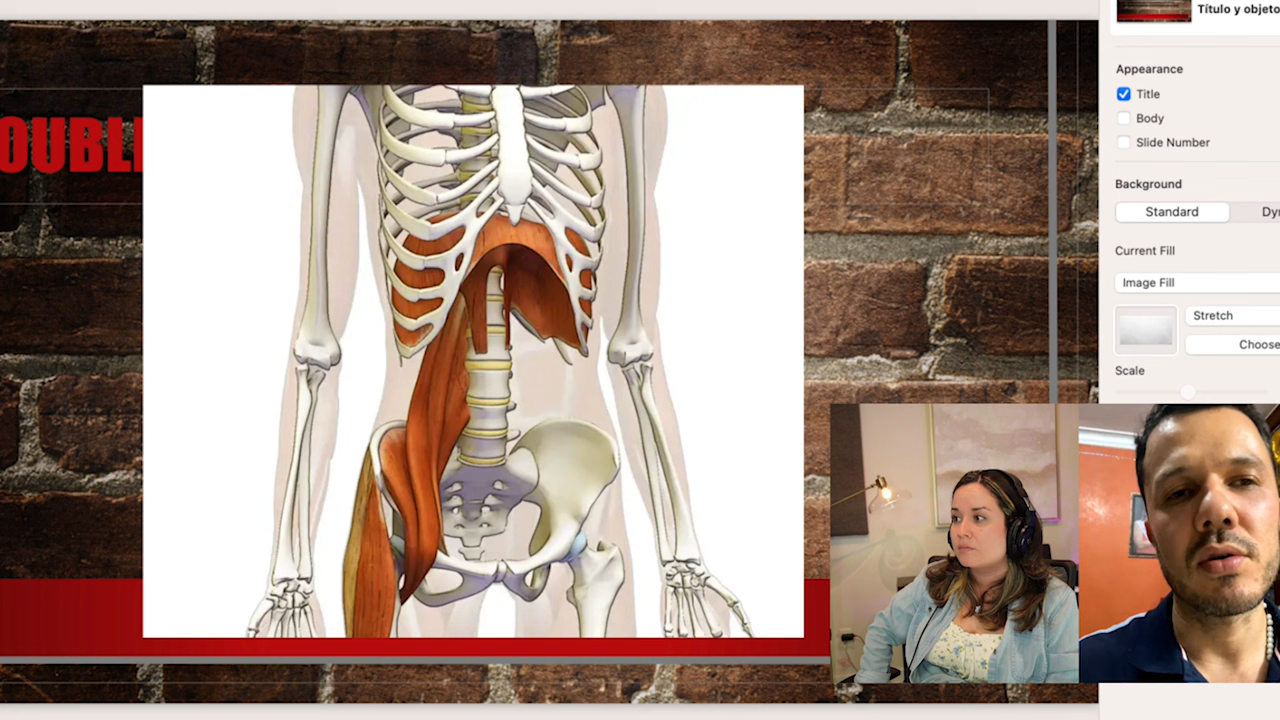 OUBL
Título y objeto
Appearance
Title
Body
Slide Number
Background
Standard
Current Fill
Image Fill
Stretch
Choose
Scale